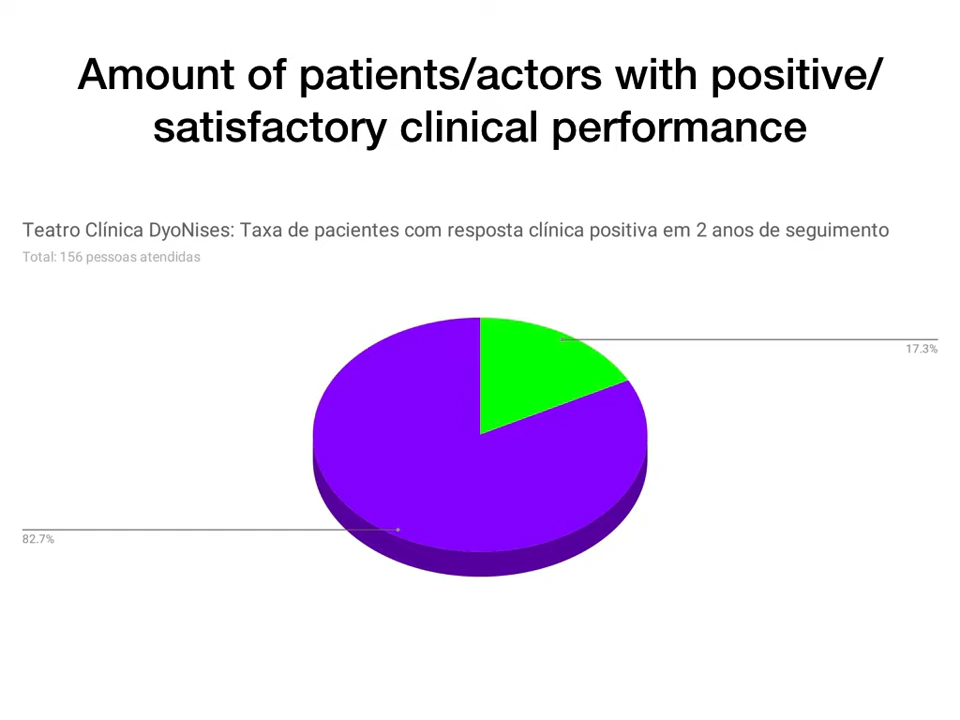 Amount of patients/actors with positive/
satisfactory clinical performance
Teatro Clínica DyoNises: Taxa de pacientes com resposta clínica positiva em 2 anos de seguimento
Total: 156 pessoas atendidas
17.3%
82.7%